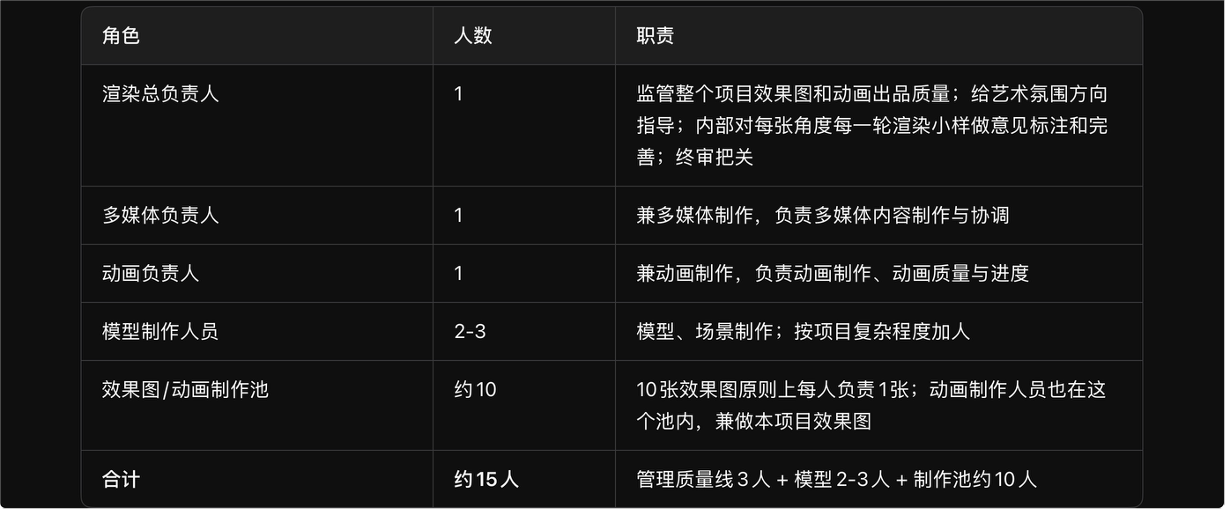 角色 人数 职责
渲染总负责人 1 监管整个项目效果图和动画出品质量；给艺术氛围方向
指导；内部对每张角度每一轮渲染小样做意见标注和完
善；终审把关
多媒体负责人 1 兼多媒体制作，负责多媒体内容制作与协调
动画负责人 1 兼动画制作，负责动画制作、动画质量与进度
模型制作人员 2-3 模型、场景制作；按项目复杂程度加人
效果图/动画制作池 约10 10张效果图原则上每人负责1张；动画制作人员也在这
个池内，兼做本项目效果图
合计 约15人 管理质量线3人 + 模型2-3人 + 制作池约10人